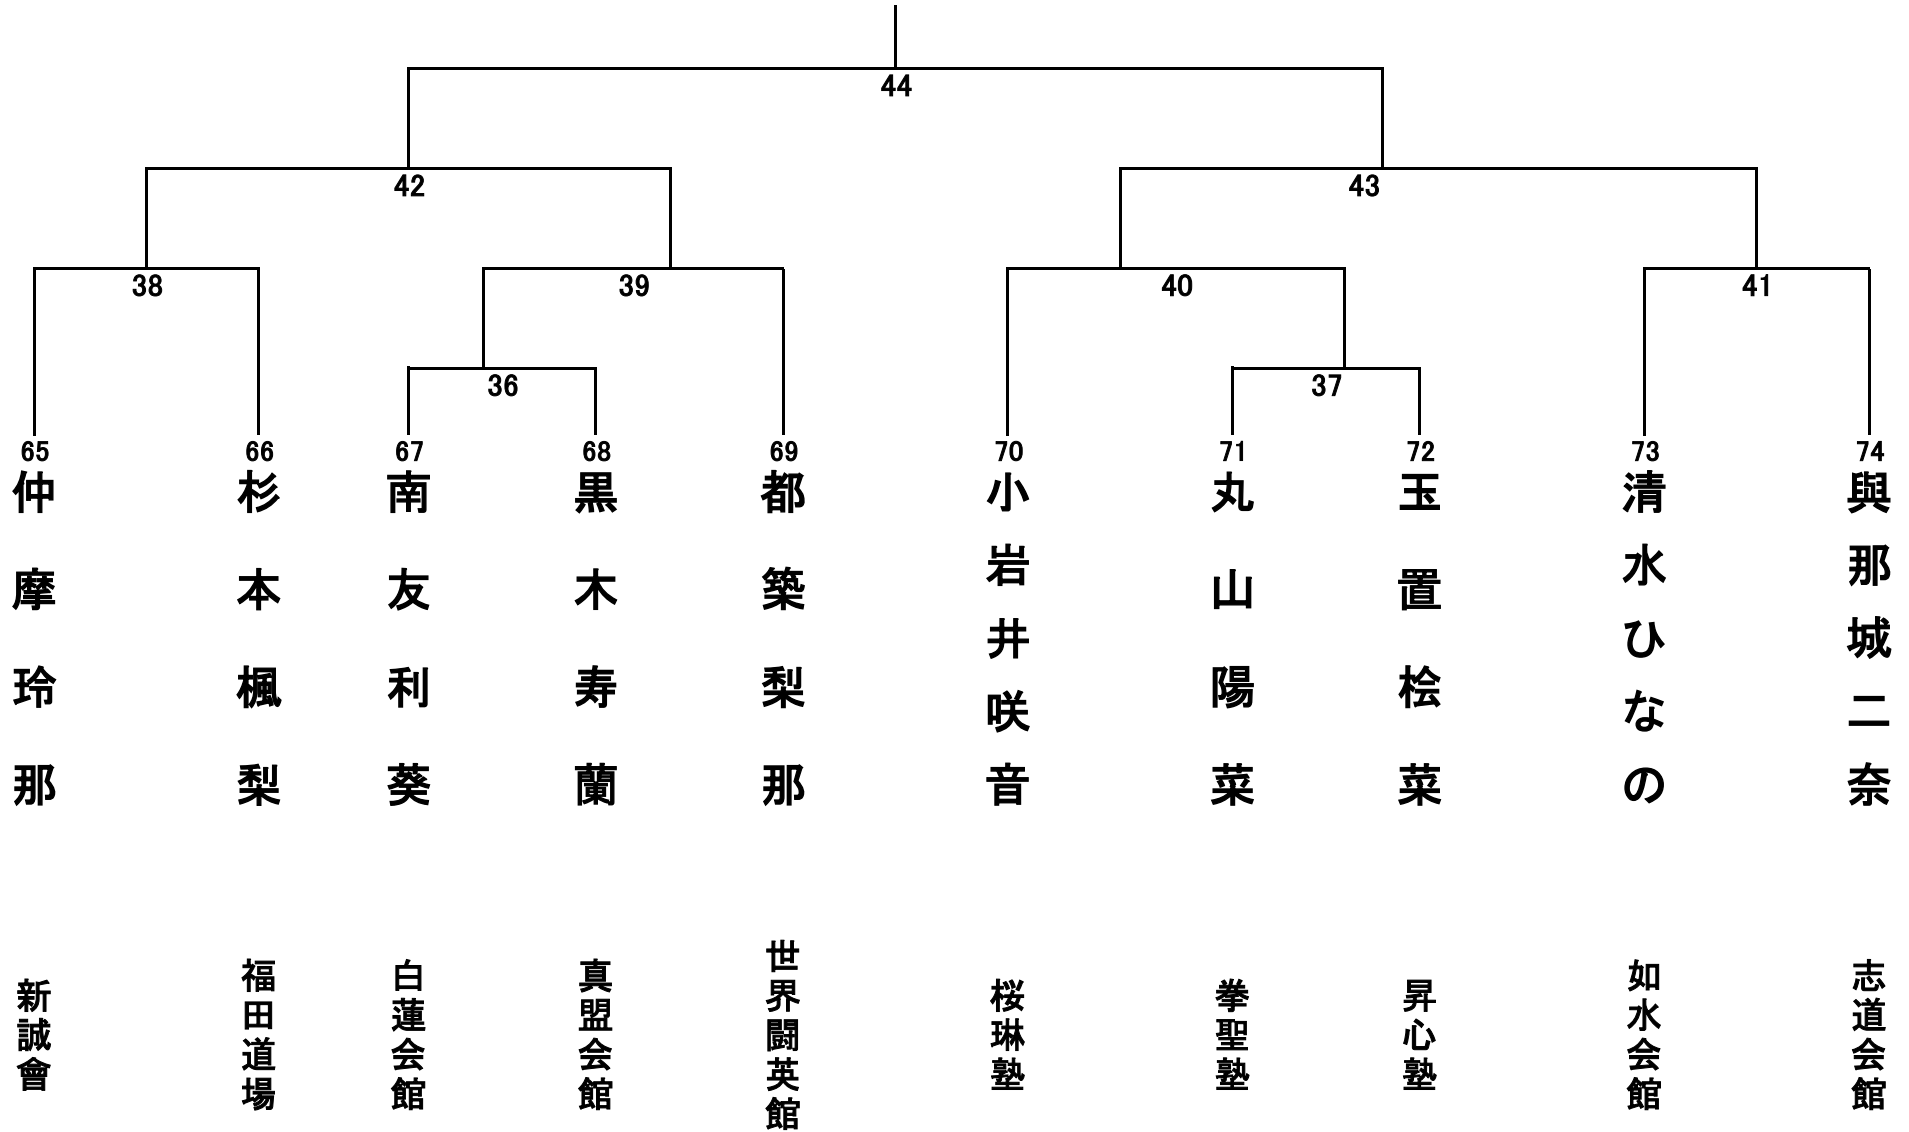 44
42
43
38
39
40
41
36
37
65
66
67
68
69
70
71
72
73
74
仲摩玲那
杉本楓梨
南友利葵
黒木寿蘭
都築梨那
小岩井咲音
丸山陽菜
玉置桧菜
清水ひなの
與那城二奈
新誠會
福田道場
白蓮会館
真盟会館
世界闘英館
桜琳塾
拳聖塾
昇心塾
如水会館
志道会館